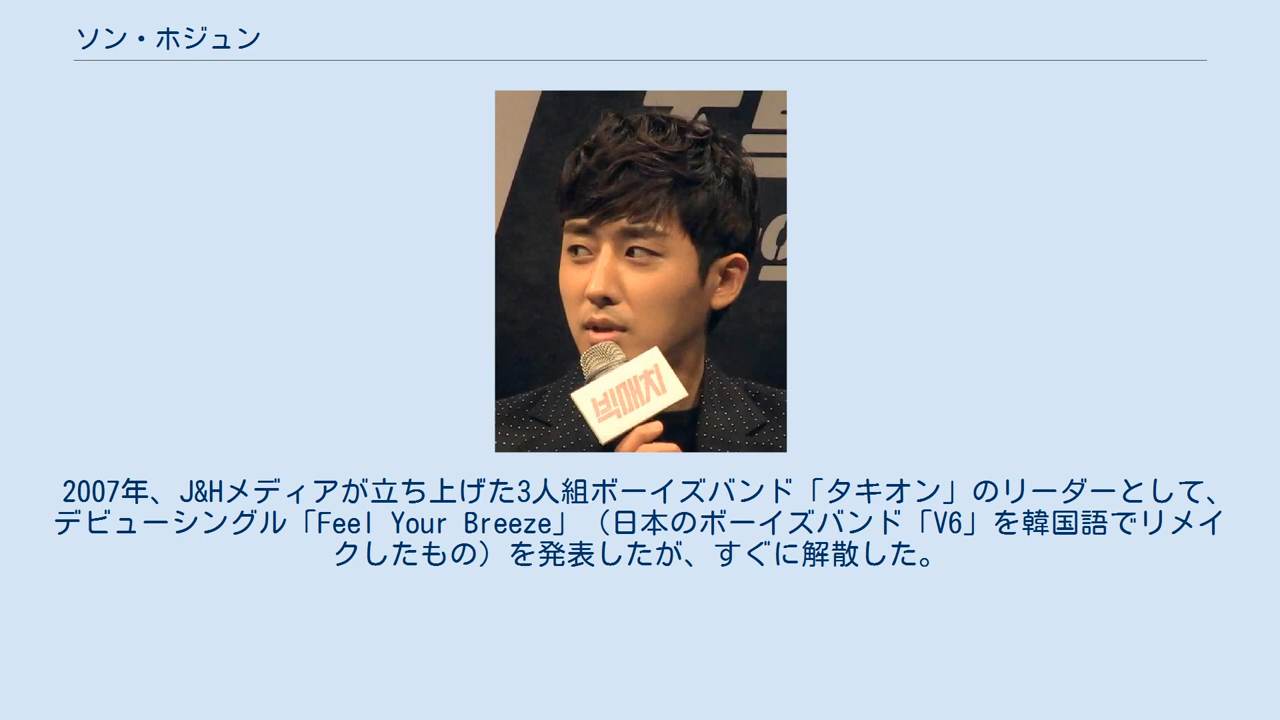 ソン・ホジュン
빅매치
2007年、J&Hメディアが立ち上げた3人組ボーイズバンド「タキオン」のリーダーとして、
デビューシングル「Feel Your Breeze」（日本のボーイズバンド「V6」を韓国語でリメイ
クしたもの）を発表したが、すぐに解散した。